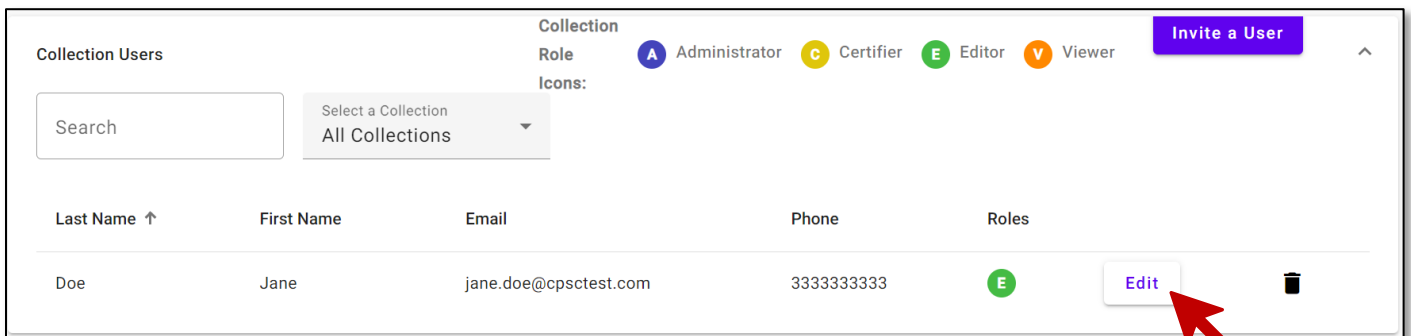 Collection Users
Collection
Role
Icons:
A Administrator C Certifier E Editor V Viewer
Invite a User
Search
Select a Collection
All Collections
Last Name ↑ First Name Email Phone Roles
Doe Jane jane.doe@cpsctest.com 3333333333 E Edit